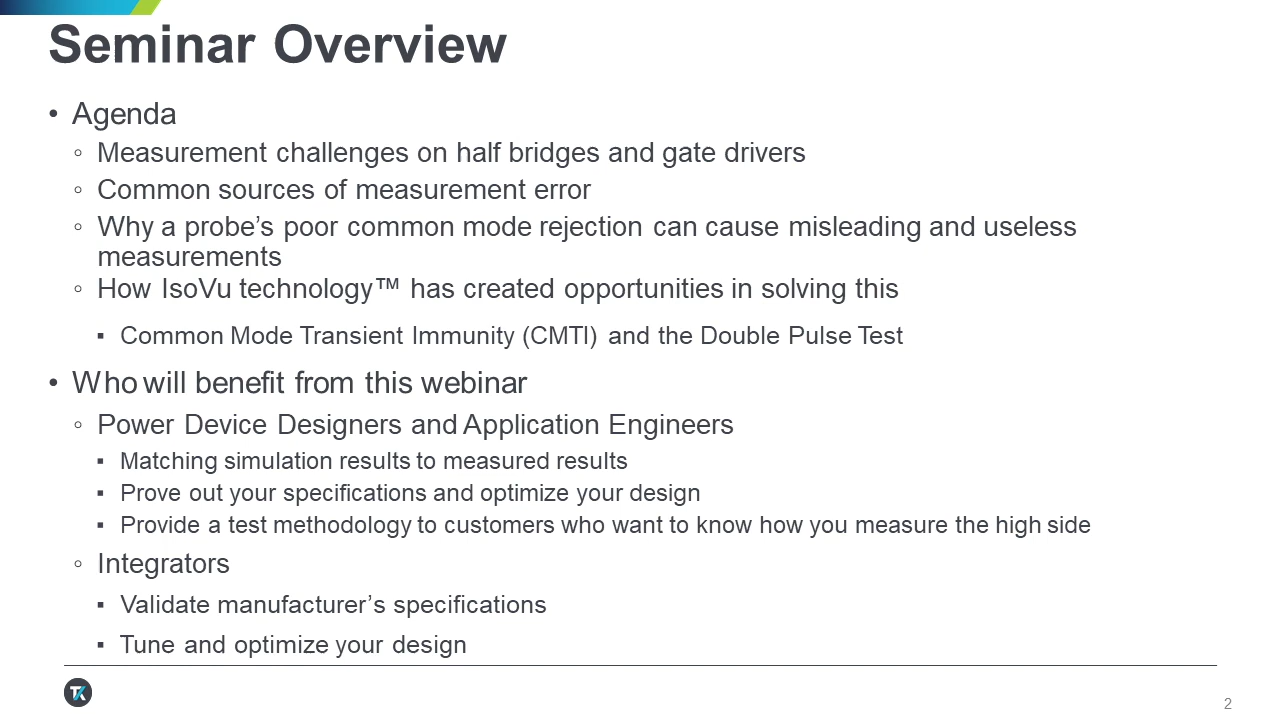 Seminar Overview
• Agenda
◦ Measurement challenges on half bridges and gate drivers
◦ Common sources of measurement error
◦ Why a probe’s poor common mode rejection can cause misleading and useless
measurements
◦ How IsoVu technology™ has created opportunities in solving this
▪ Common Mode Transient Immunity (CMTI) and the Double Pulse Test
• Who will benefit from this webinar
◦ Power Device Designers and Application Engineers
▪ Matching simulation results to measured results
▪ Prove out your specifications and optimize your design
▪ Provide a test methodology to customers who want to know how you measure the high side
◦ Integrators
▪ Validate manufacturer’s specifications
▪ Tune and optimize your design
TK
2